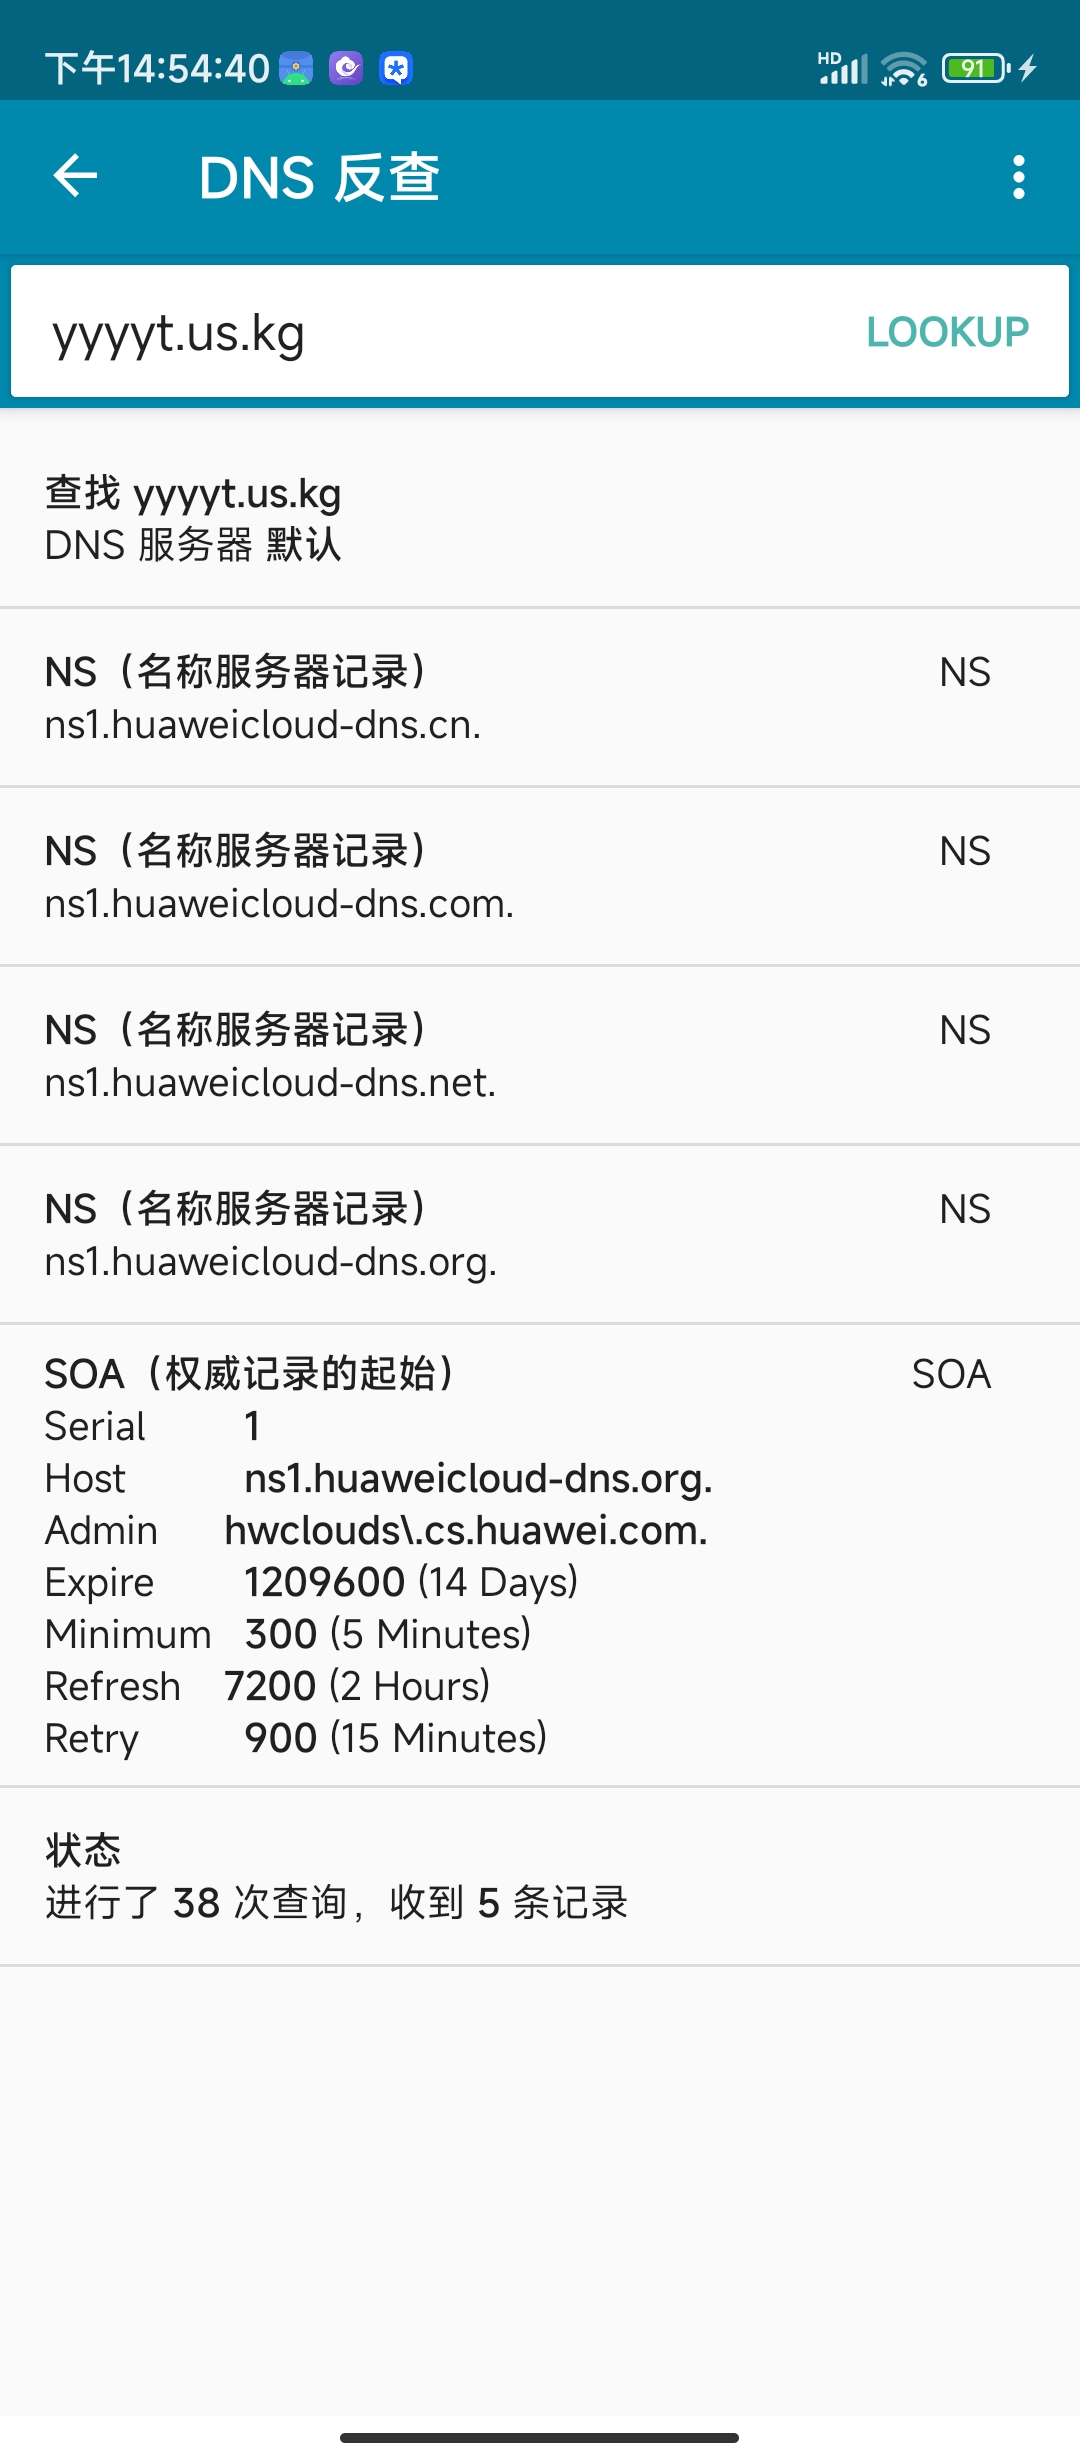 下午14:54:40
HD
6
91
DNS 反查
yyyyt.us.kg
LOOKUP
查找 yyyyt.us.kg
DNS 服务器 默认
NS（名称服务器记录） NS
ns1.huaweicloud-dns.cn.
NS（名称服务器记录） NS
ns1.huaweicloud-dns.com.
NS（名称服务器记录） NS
ns1.huaweicloud-dns.net.
NS（名称服务器记录） NS
ns1.huaweicloud-dns.org.
SOA（权威记录的起始） SOA
Serial 1
Host ns1.huaweicloud-dns.org.
Admin hwclouds\.cs.huawei.com.
Expire 1209600 (14 Days)
Minimum 300 (5 Minutes)
Refresh 7200 (2 Hours)
Retry 900 (15 Minutes)
状态
进行了 38 次查询，收到 5 条记录